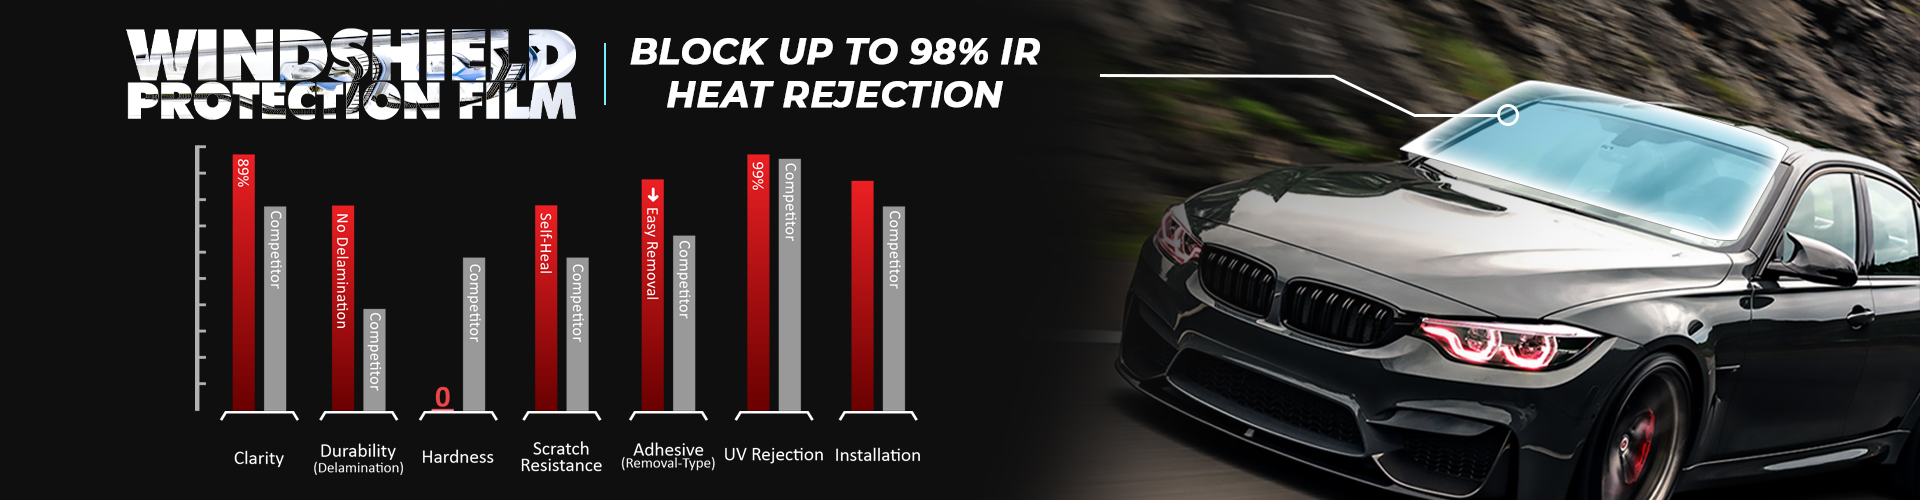 WINDSHIELD
PROTECTION FILM
BLOCK UP TO 98% IR
HEAT REJECTION
89%
Competitor
No Delamination
Competitor
0
Competitor
Self-Heal
Competitor
Easy Removal
Competitor
99%
Competitor
Competitor
Clarity
Durability
(Delamination)
Hardness
Scratch
Resistance
Adhesive
(Removal-Type)
UV Rejection
Installation